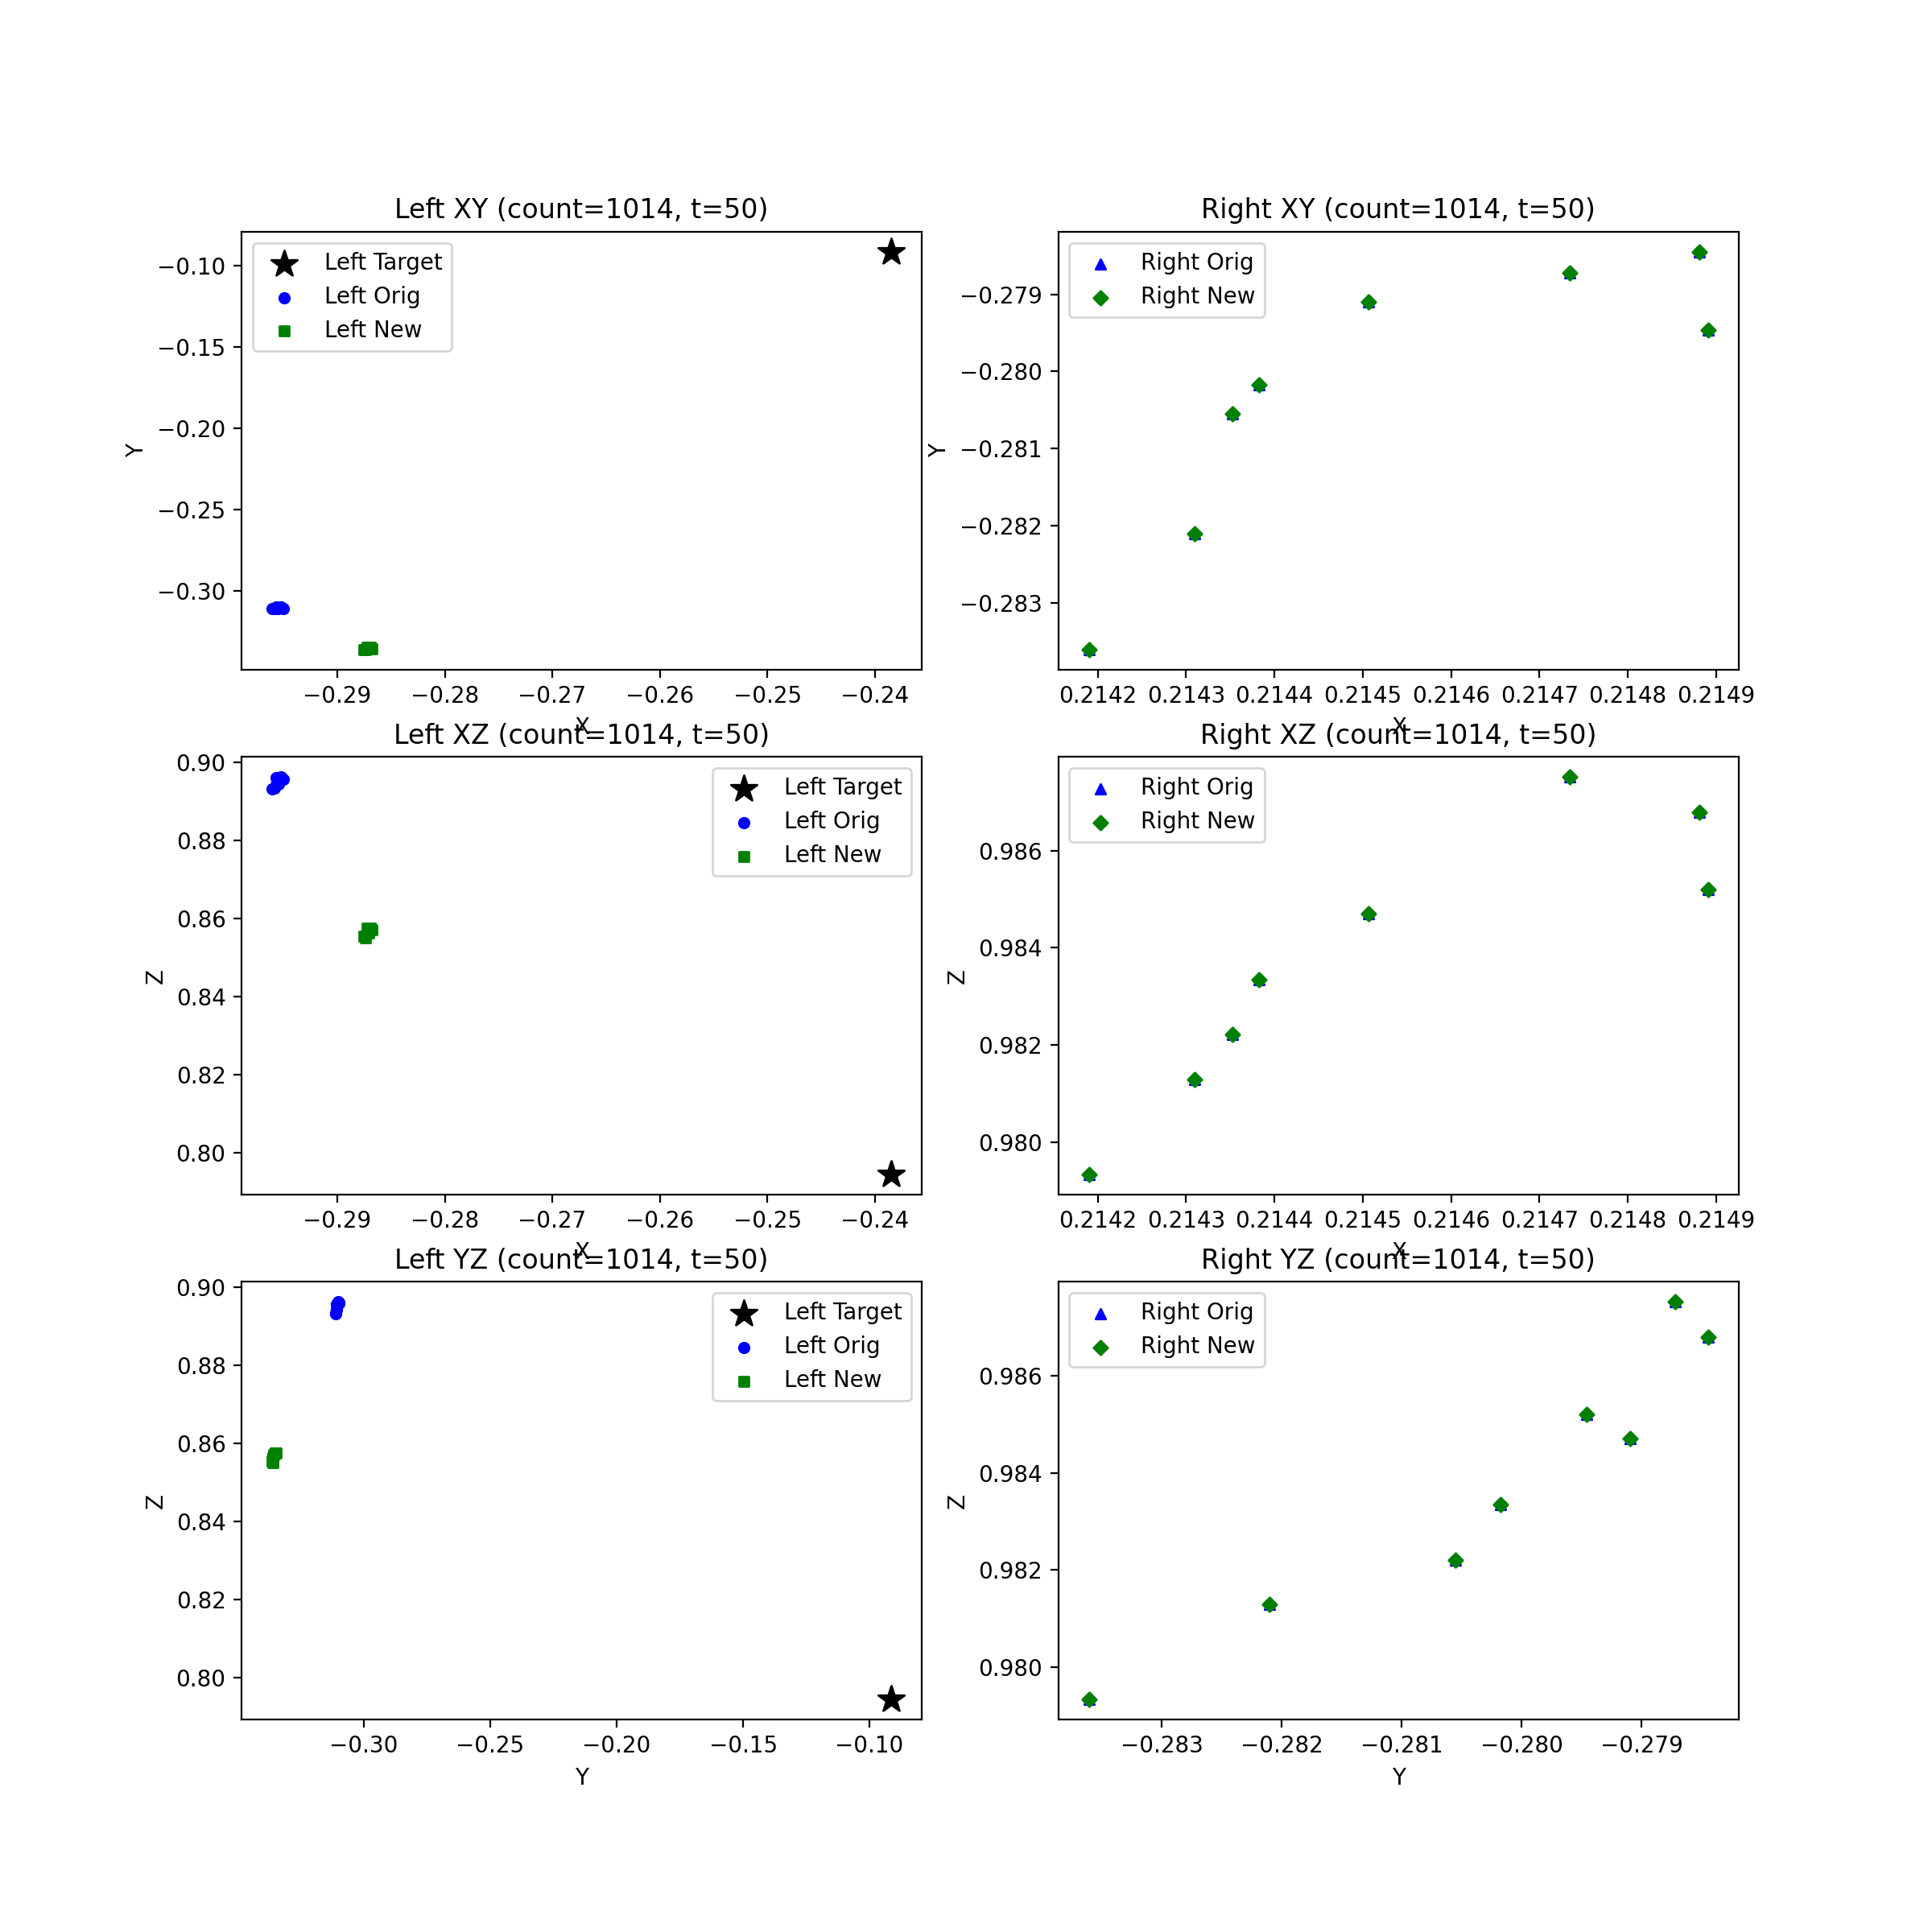 Left XY (count=1014, t=50)
Left Target
Left Orig
Left New
−0.10
−0.15
−0.20
−0.25
−0.30
Y
−0.29 −0.28 −0.27 −0.26 −0.25 −0.24
X
Right XY (count=1014, t=50)
Right Orig
Right New
−0.279
−0.280
−0.281
−0.282
−0.283
Y
0.2142 0.2143 0.2144 0.2145 0.2146 0.2147 0.2148 0.2149
X
Left XZ (count=1014, t=50)
Left Target
Left Orig
Left New
0.90
0.88
0.86
0.84
0.82
0.80
Z
−0.29 −0.28 −0.27 −0.26 −0.25 −0.24
X
Right XZ (count=1014, t=50)
Right Orig
Right New
0.986
0.984
0.982
0.980
Z
0.2142 0.2143 0.2144 0.2145 0.2146 0.2147 0.2148 0.2149
X
Left YZ (count=1014, t=50)
Left Target
Left Orig
Left New
0.90
0.88
0.86
0.84
0.82
0.80
Z
−0.30 −0.25 −0.20 −0.15 −0.10
Y
Right YZ (count=1014, t=50)
Right Orig
Right New
0.986
0.984
0.982
0.980
Z
−0.283 −0.282 −0.281 −0.280 −0.279
Y